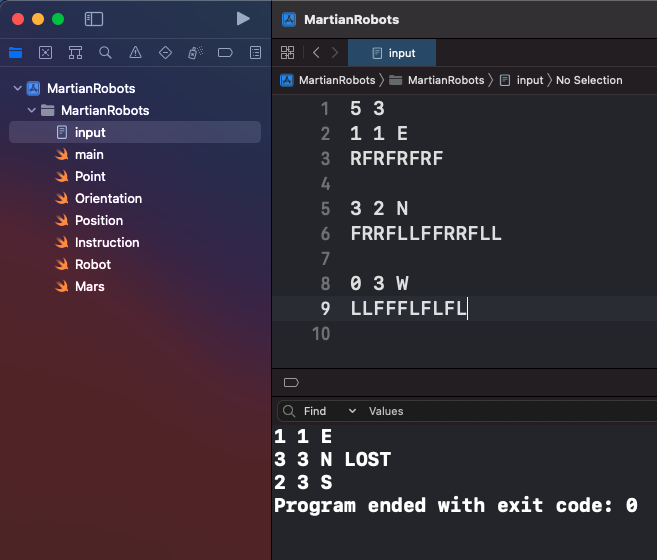 MartianRobots
MartianRobots
input
main
Point
Orientation
Position
Instruction
Robot
Mars
MartianRobots
input
MartianRobots MartianRobots input No Selection
1 5 3
2 1 1 E
3 RFRFRFRF
4
5 3 2 N
6 FRRFLLFFRRFLL
7
8 0 3 W
9 LLFFFLFLFL
10
Find Values
1 1 E
3 3 N LOST
2 3 S
Program ended with exit code: 0